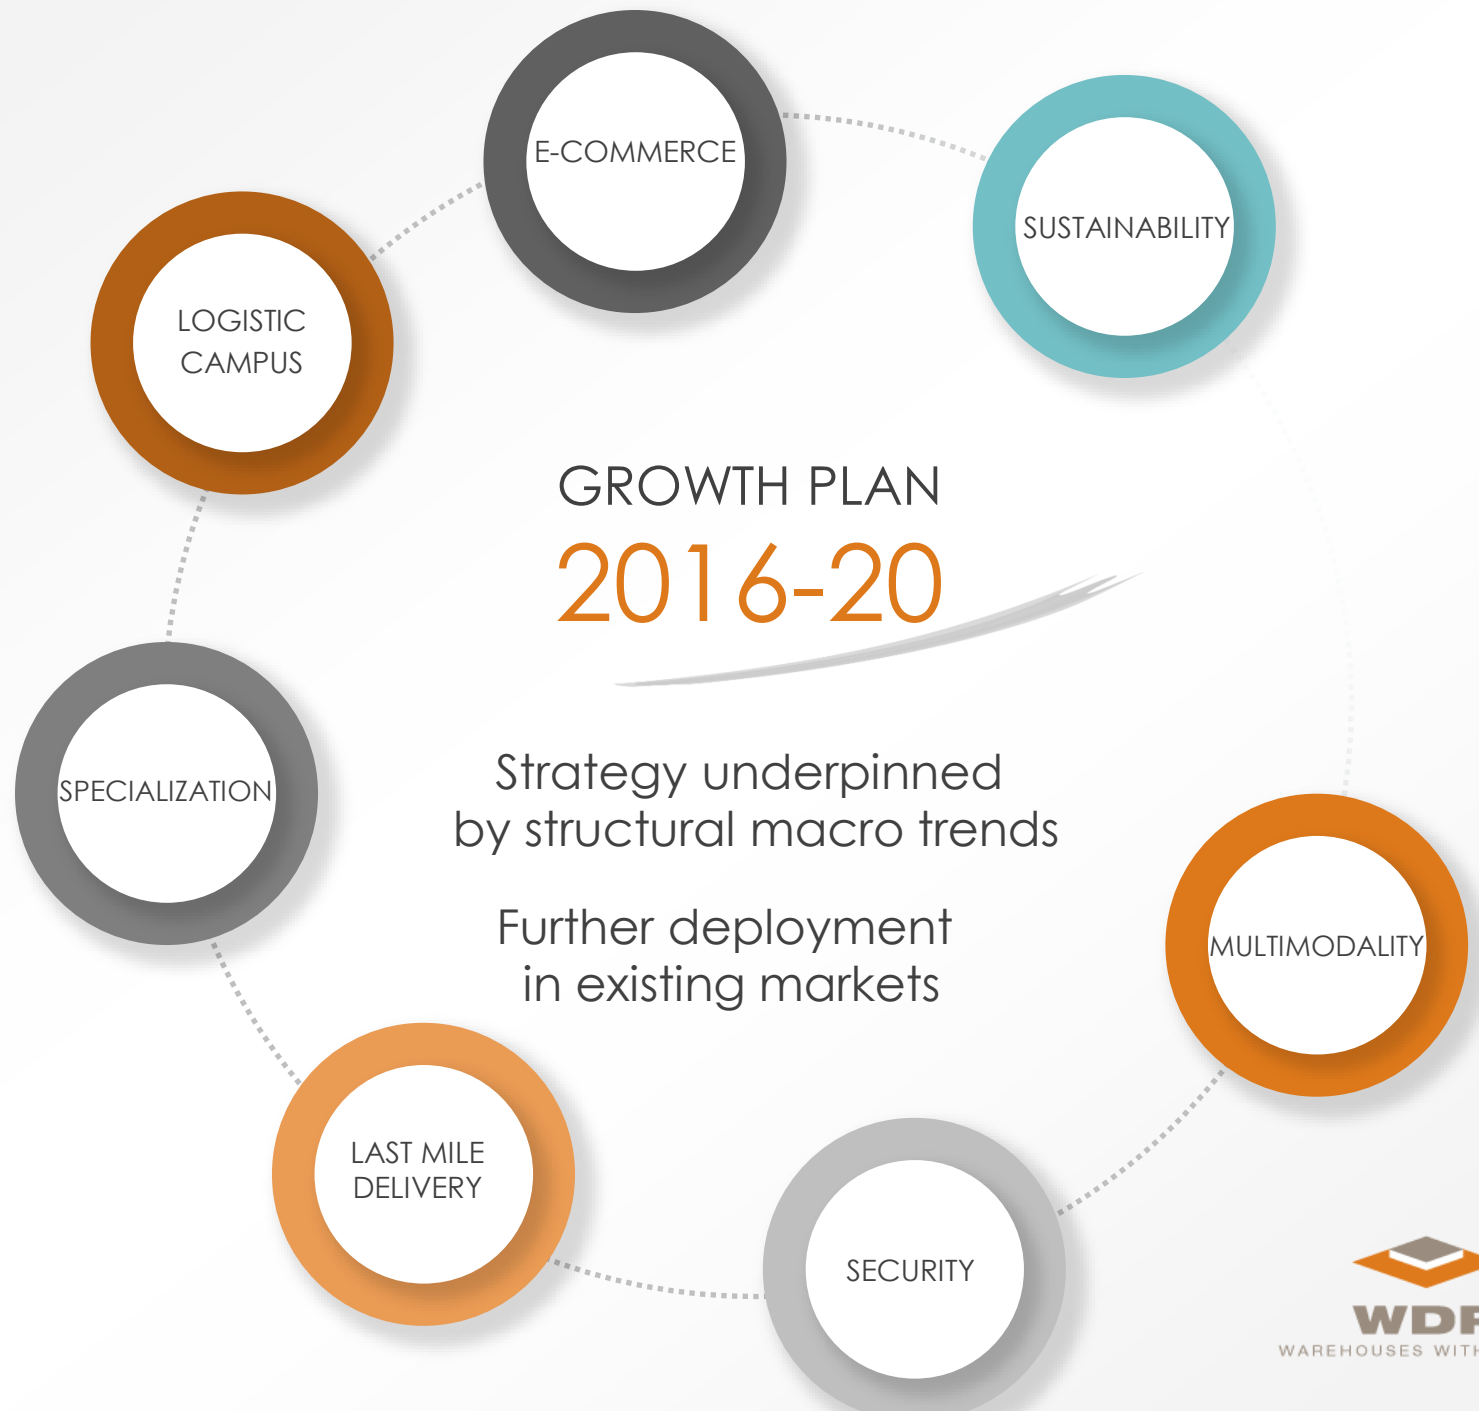 E-COMMERCE
SUSTAINABILITY
LOGISTIC
CAMPUS
GROWTH PLAN
2016-20
Strategy underpinned
by structural macro trends
SPECIALIZATION
Further deployment
in existing markets
MULTIMODALITY
LAST MILE
DELIVERY
SECURITY
WDP
WAREHOUSES WITH